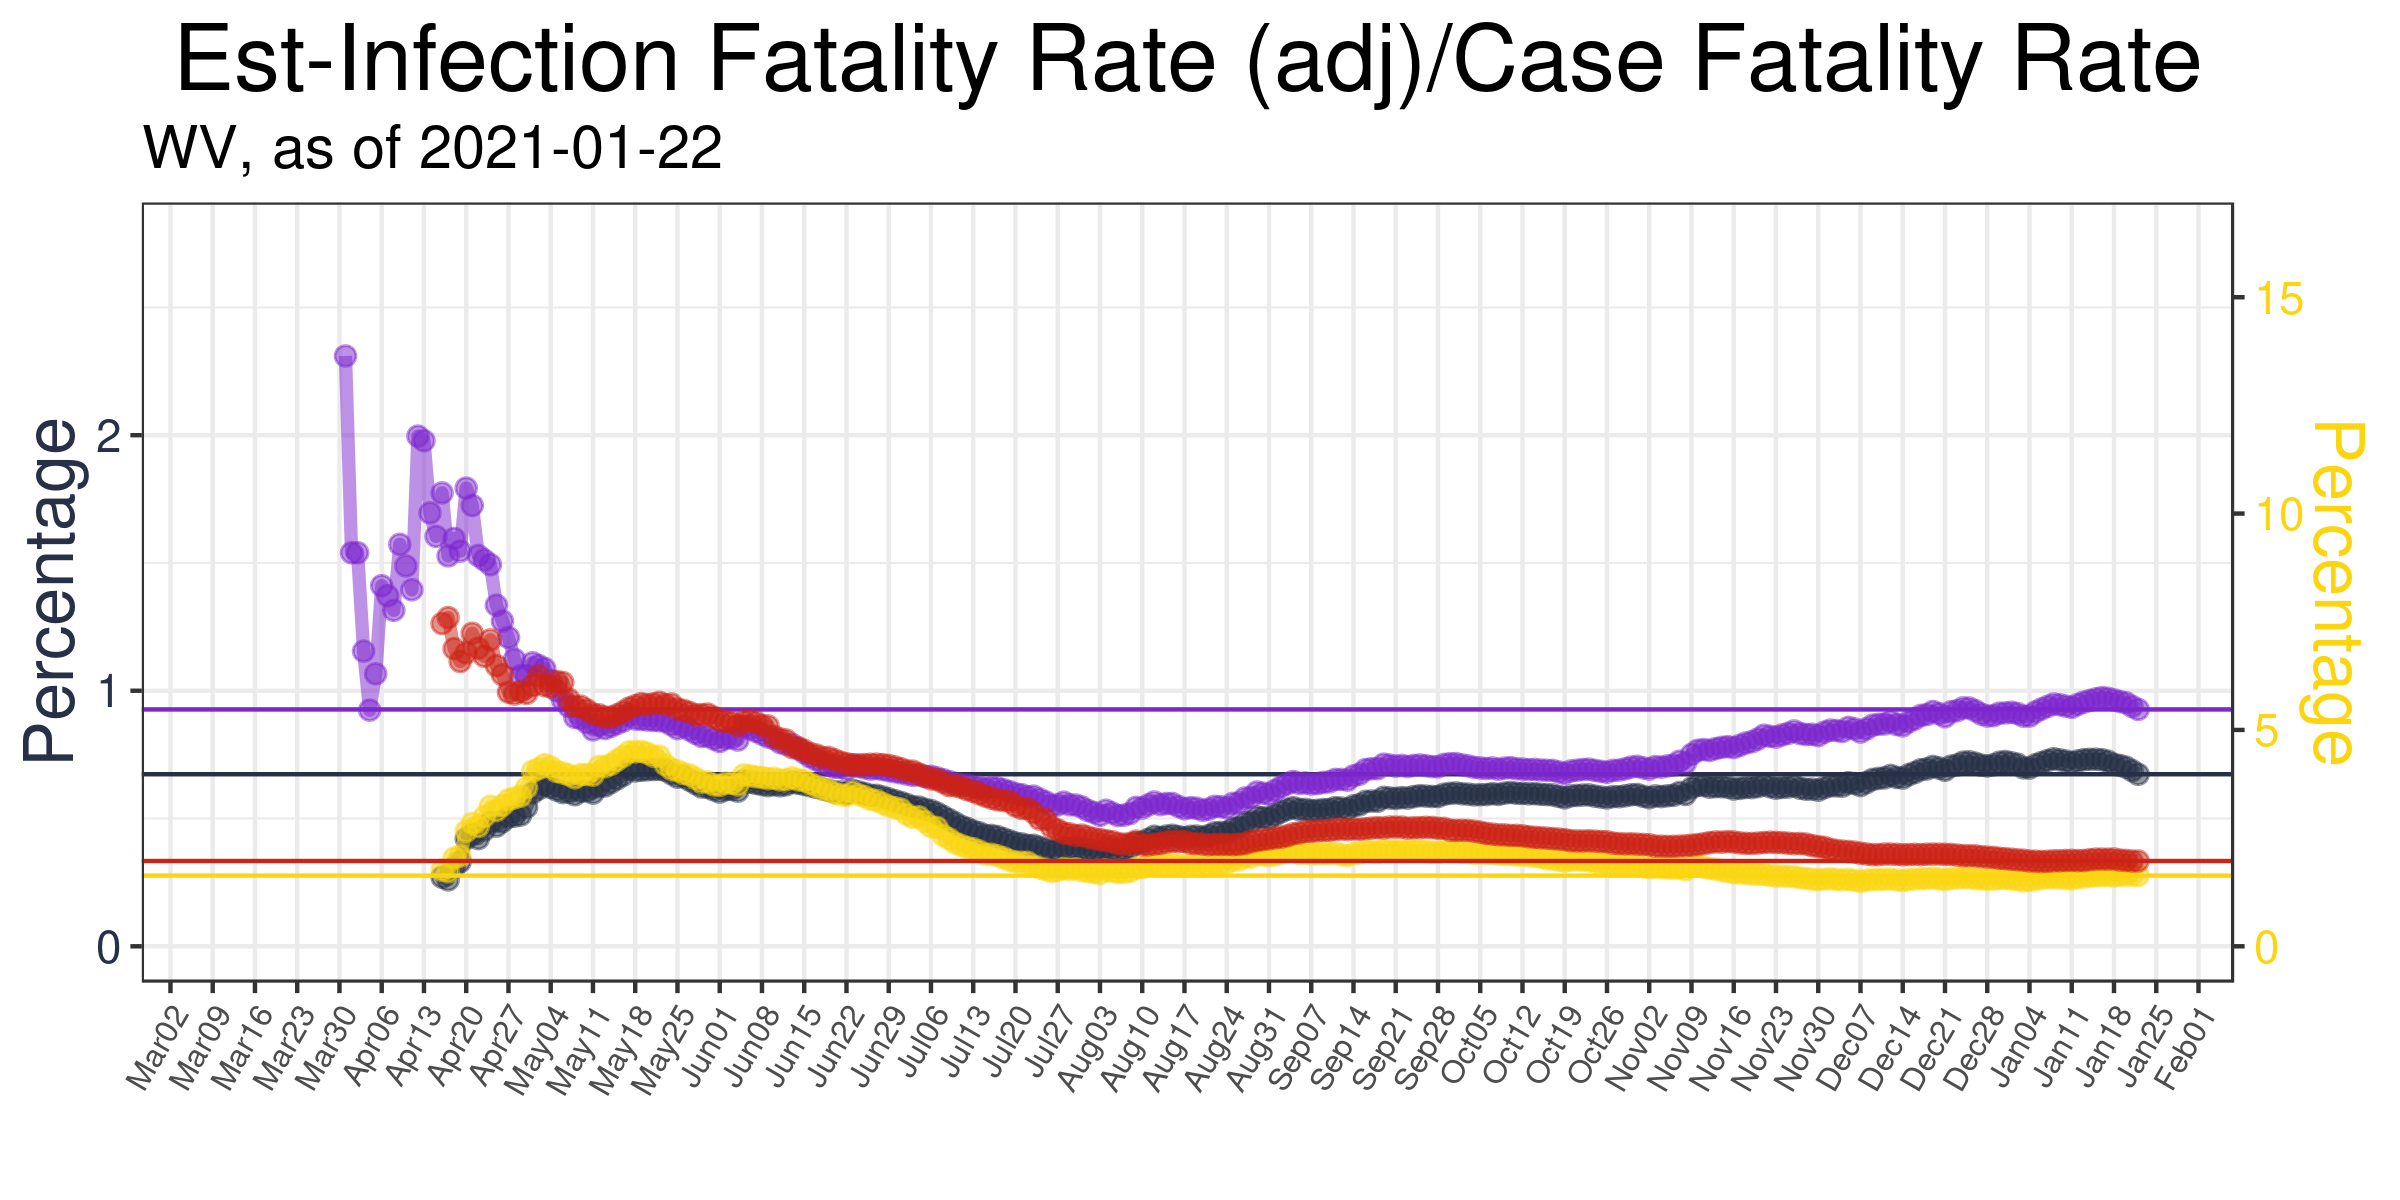 Est-Infection Fatality Rate (adj)/Case Fatality Rate
WV, as of 2021-01-22
Percentage
2
1
0
15
10
5
0
Percentage
Mar02
Mar09
Mar16
Mar23
Mar30
Apr06
Apr13
Apr20
Apr27
May04
May11
May18
May25
Jun01
Jun08
Jun15
Jun22
Jun29
Jul06
Jul13
Jul20
Jul27
Aug03
Aug10
Aug17
Aug24
Aug31
Sep07
Sep14
Sep21
Sep28
Oct05
Oct12
Oct19
Oct26
Nov02
Nov09
Nov16
Nov23
Nov30
Dec07
Dec14
Dec21
Dec28
Jan04
Jan11
Jan18
Jan25
Feb01